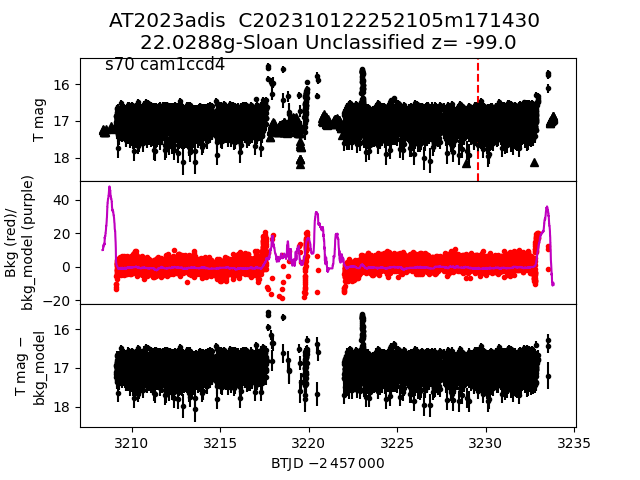 AT2023adis  C202310122252105m171430
22.0288g-Sloan Unclassified z= -99.0
s70 cam1ccd4
T mag
16
17
18
Bkg (red)/
bkg_model (purple)
40
20
0
−20
T mag −
bkg_model
16
17
18
3210 3215 3220 3225 3230 3235
BTJD −2 457 000